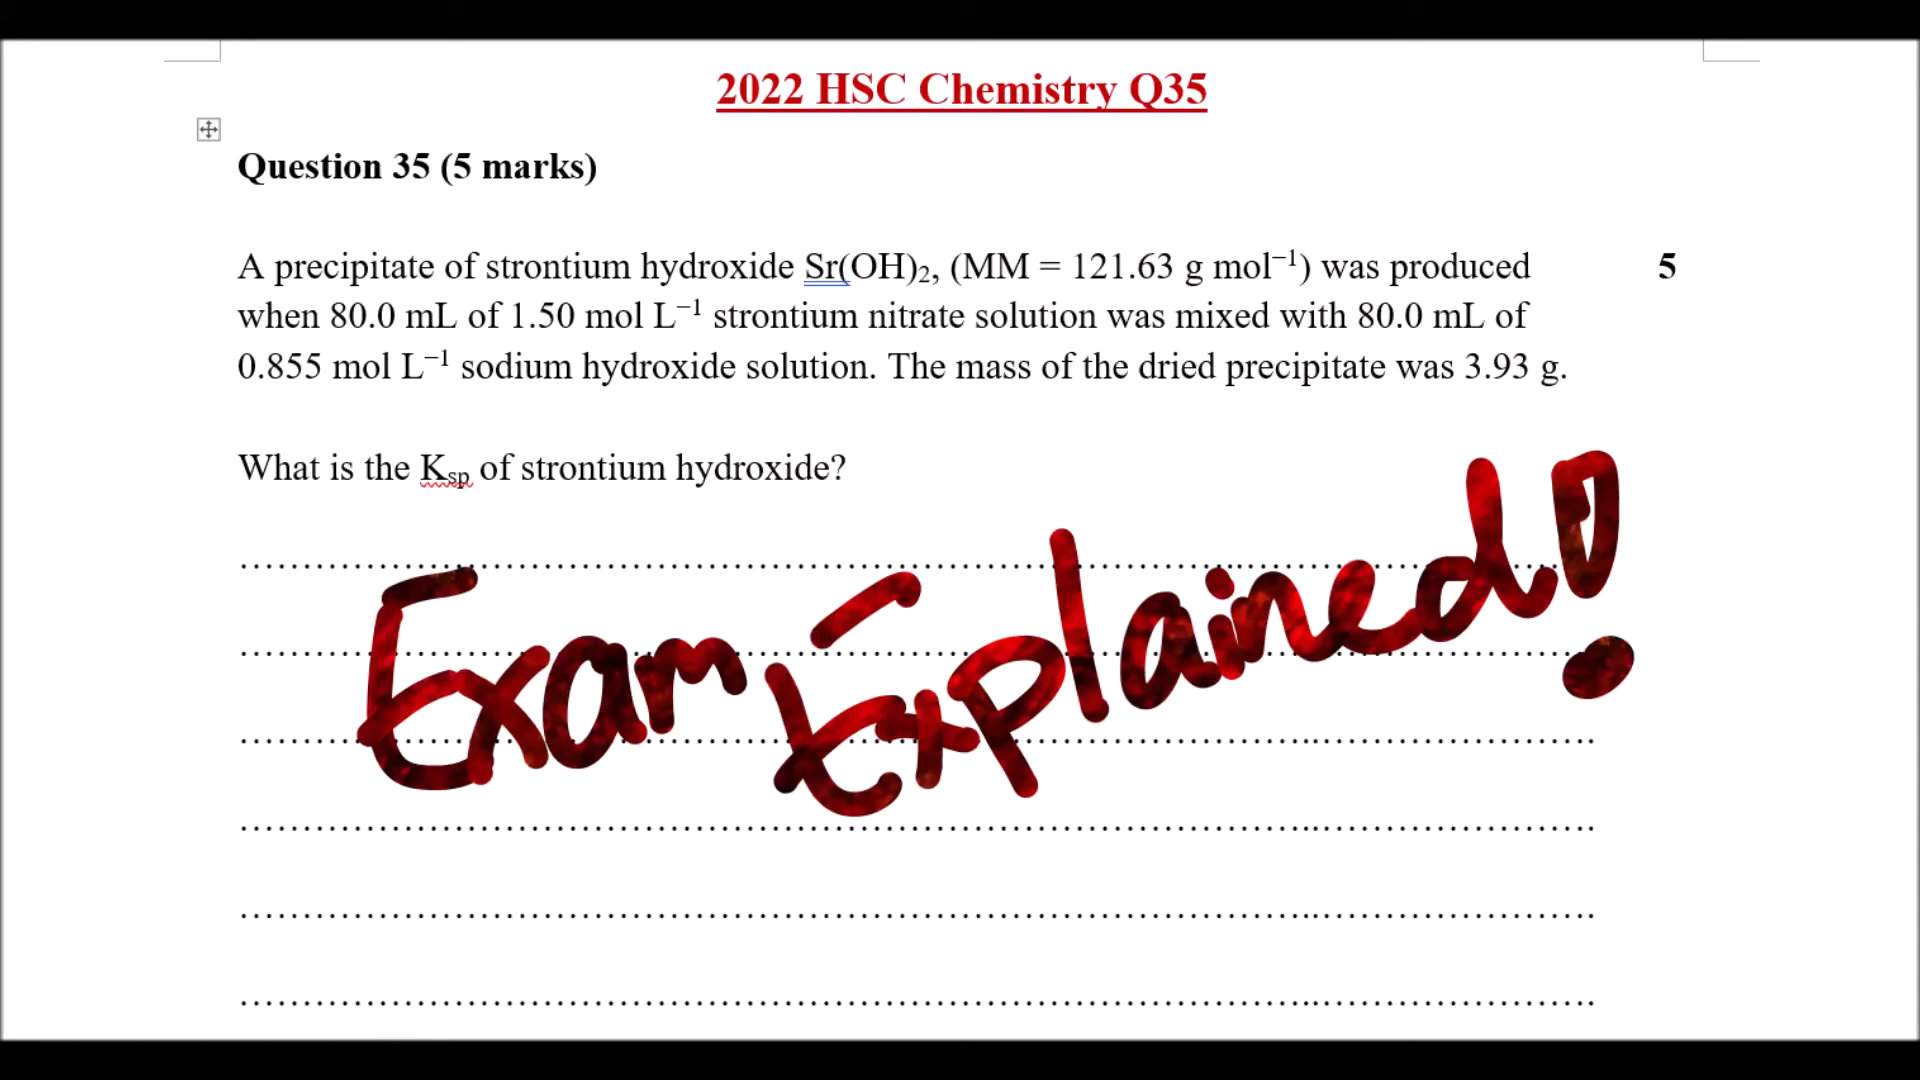 2022 HSC Chemistry Q35
Question 35 (5 marks)
A precipitate of strontium hydroxide Sr(OH)₂, (MM = 121.63 g mol⁻¹) was produced 5
when 80.0 mL of 1.50 mol L⁻¹ strontium nitrate solution was mixed with 80.0 mL of
0.855 mol L⁻¹ sodium hydroxide solution. The mass of the dried precipitate was 3.93 g.
What is the Kₛₚ of strontium hydroxide?
Exam Explained!